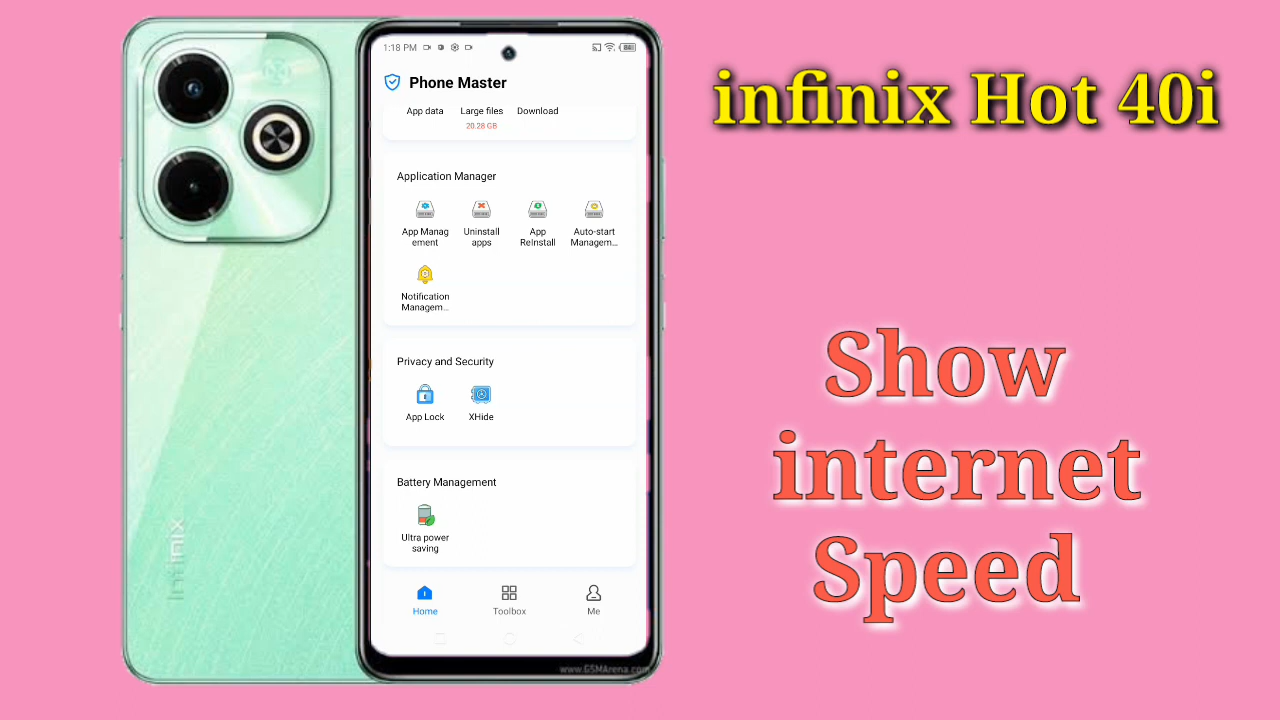 1:18 PM
Phone Master
App data Large files Download
20.28 GB
Application Manager
App Manag
ement
Uninstall
apps
App
ReInstall
Auto-start
Managem...
Notification
Managem...
Privacy and Security
App Lock XHide
Battery Management
Ultra power
saving
Home Toolbox Me
Infinix
www.GSMArena.com
infinix Hot 40i
Show
internet
Speed